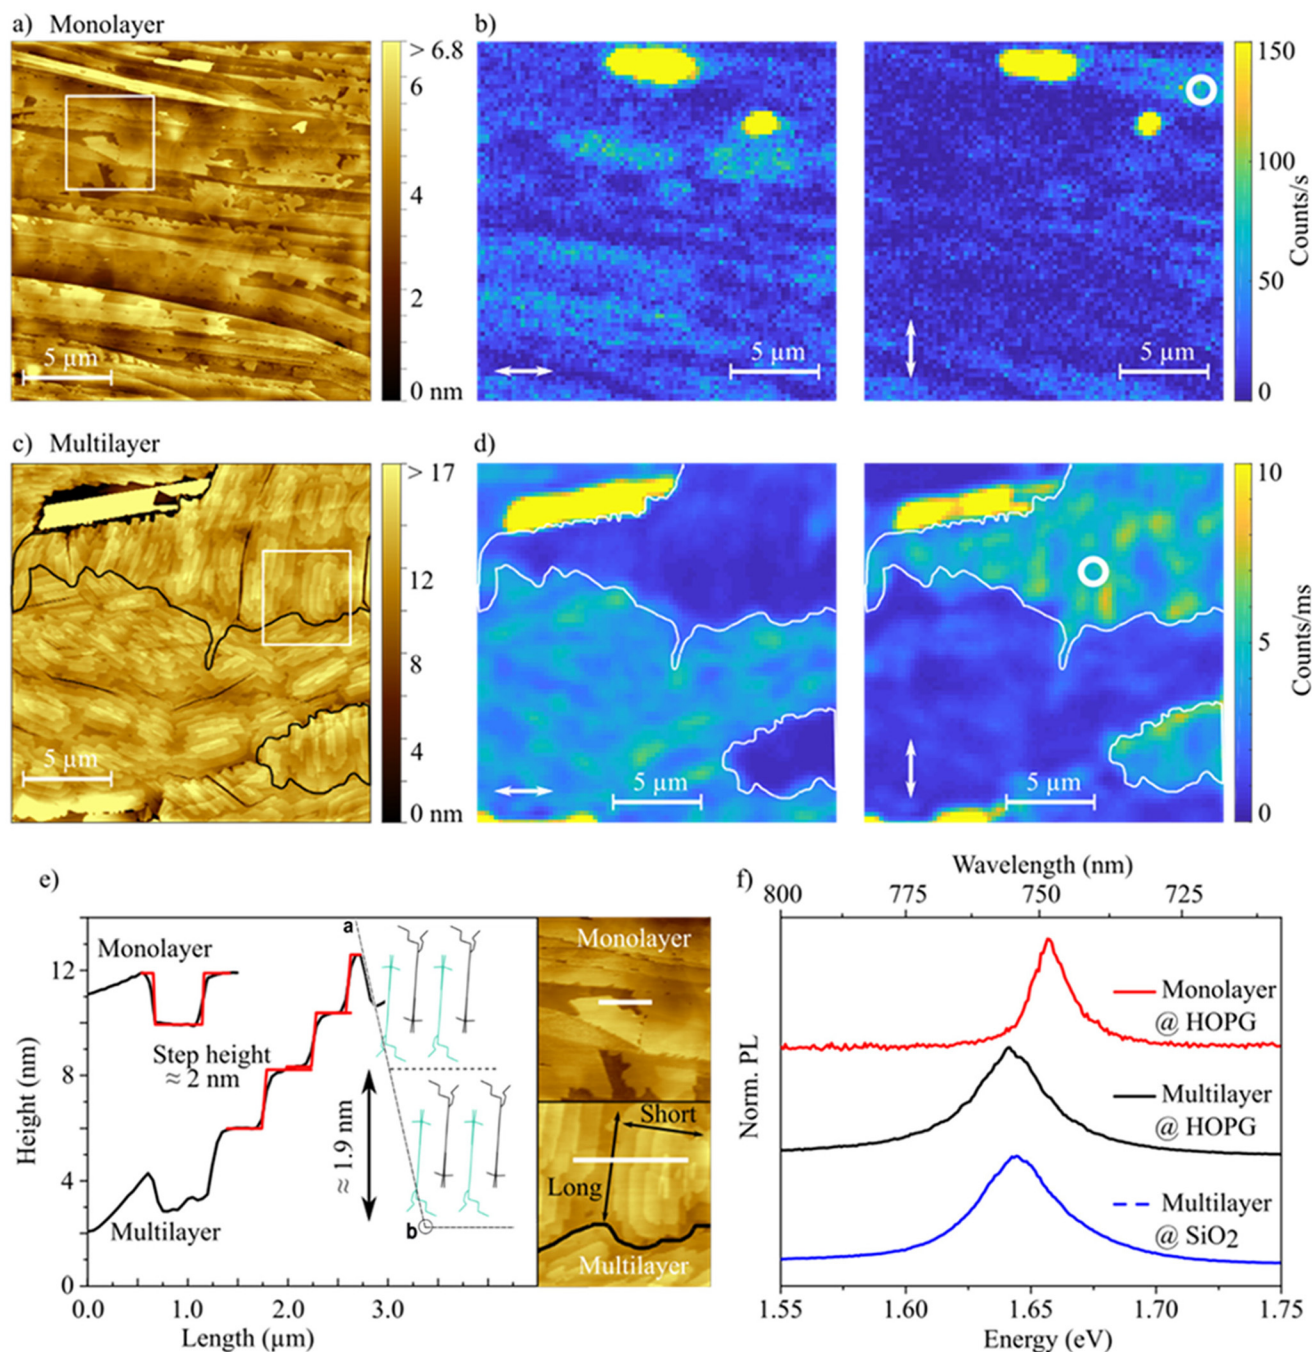 a) Monolayer
> 6.8
6
4
2
0 nm
5 µm
b)
5 µm
5 µm
150
100
50
0
Counts/s
c) Multilayer
> 17
12
8
4
0 nm
5 µm
d)
5 µm
5 µm
10
5
0
Counts/ms
e)
Monolayer
Step height
≈ 2 nm
Multilayer
≈ 1.9 nm
a
b
12
8
4
0
Height (nm)
0.0 1.0 2.0 3.0
Length (µm)
Monolayer
Short
Long
Multilayer
f)
Wavelength (nm)
800 775 750 725
Norm. PL
Monolayer
@ HOPG
Multilayer
@ HOPG
Multilayer
@ SiO2
1.55 1.60 1.65 1.70 1.75
Energy (eV)